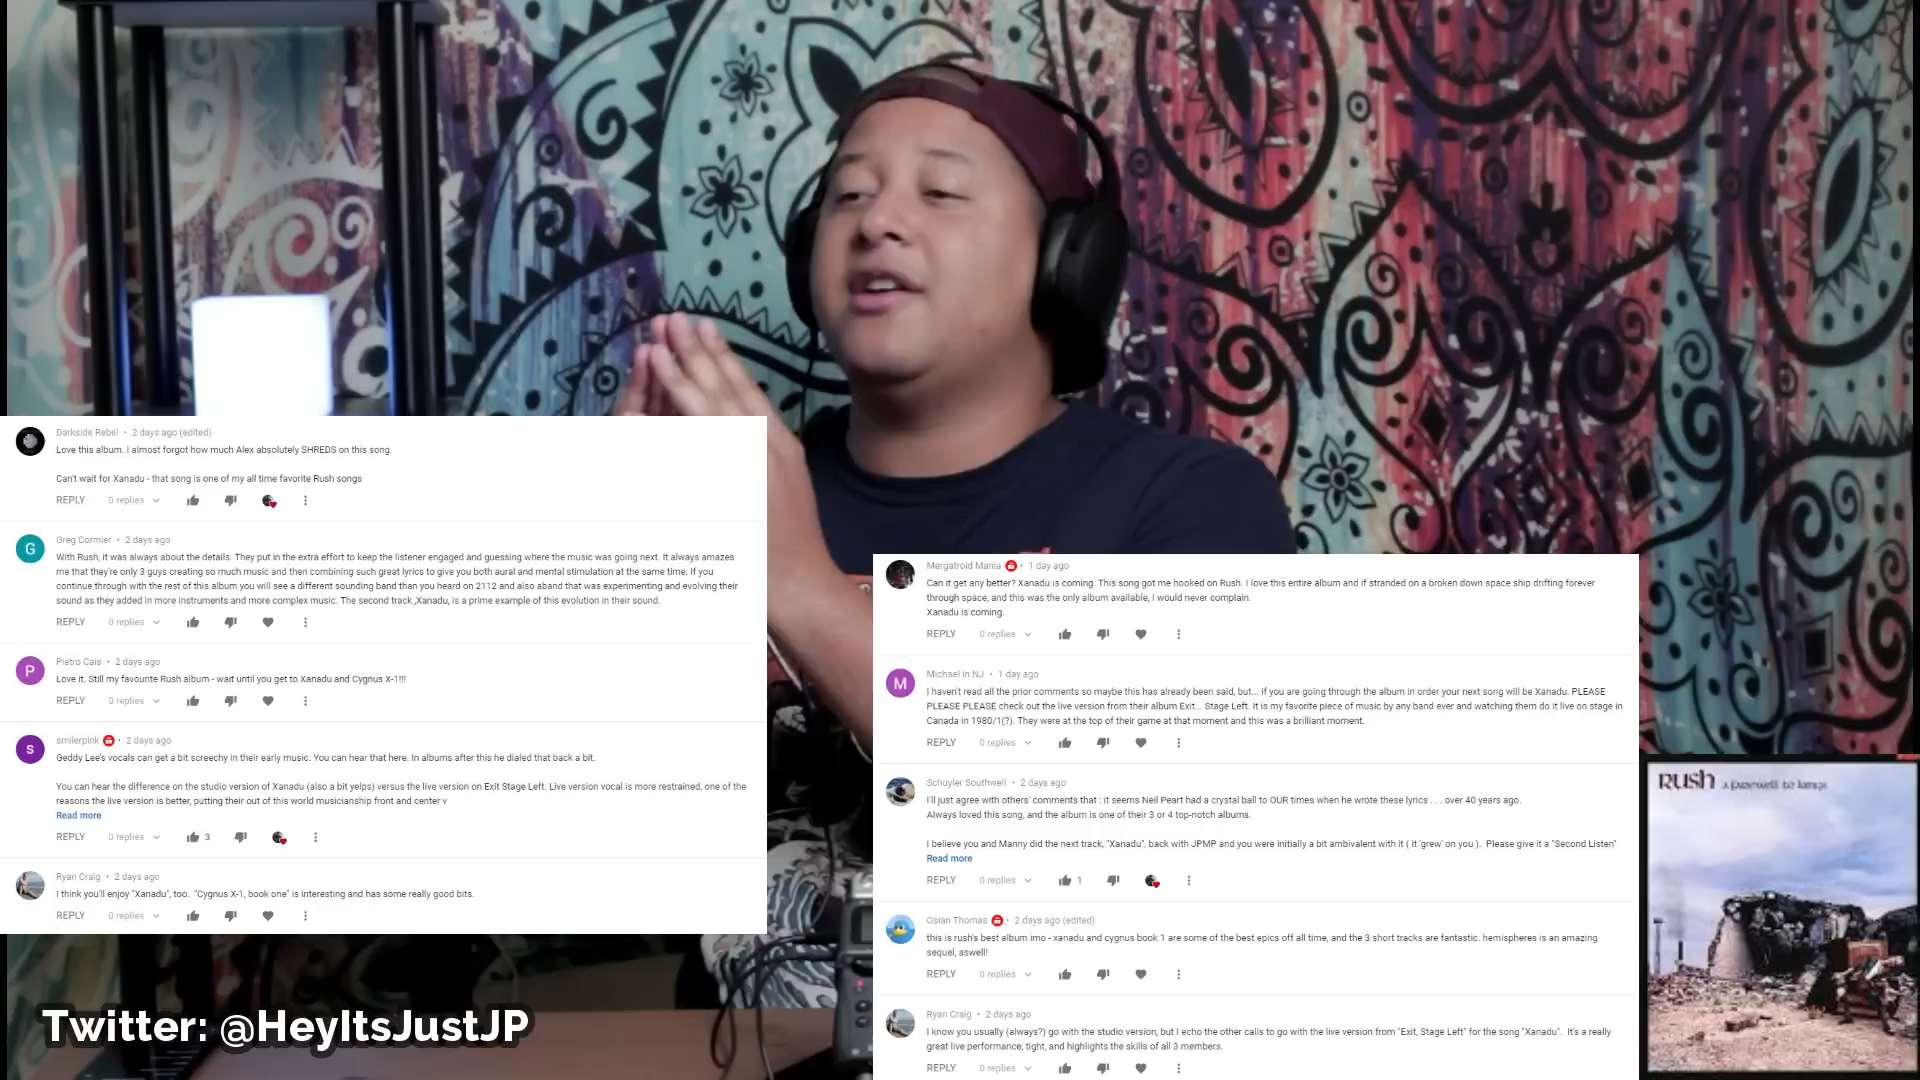 Darkside Rebel • 2 days ago (edited)
Love this album. I almost forgot how much Alex absolutely SHREDS on this song.
Can't wait for Xanadu - that song is one of my all time favorite Rush songs
REPLY 0 replies
G
Greg Cormier • 2 days ago
With Rush, it was always about the details. They put in the extra effort to keep the listener engaged and guessing where the music was going next. It always amazes
me that they're only 3 guys creating so much music and then combining such great lyrics to give you both aural and mental stimulation at the same time. If you
continue through with the rest of this album you will see a different sounding band than you heard on 2112 and also aband that was experimenting and evolving their
sound as they added in more instruments and more complex music. The second track ,Xanadu, is a prime example of this evolution in their sound.
REPLY 0 replies
P
Pietro Cais • 2 days ago
Love it. Still my favourite Rush album - wait until you get to Xanadu and Cygnus X-1!!!
REPLY 0 replies
s
smilerpink • 2 days ago
Geddy Lee's vocals can get a bit screechy in their early music. You can hear that here. In albums after this he dialed that back a bit.
You can hear the difference on the studio version of Xanadu (also a bit yelps) versus the live version on Exit Stage Left. Live version vocal is more restrained, one of the
reasons the live version is better, putting their out of this world musicianship front and center v
Read more
REPLY 0 replies 3
Ryan Craig • 2 days ago
I think you'll enjoy "Xanadu", too. "Cygnus X-1, book one" is interesting and has some really good bits.
REPLY 0 replies
Mergatroid Mania • 1 day ago
Can it get any better? Xanadu is coming. This song got me hooked on Rush. I love this entire album and if stranded on a broken down space ship drifting forever
through space, and this was the only album available, I would never complain.
Xanadu is coming.
REPLY 0 replies
M
Michael in NJ • 1 day ago
I haven't read all the prior comments so maybe this has already been said, but... if you are going through the album in order your next song will be Xanadu. PLEASE
PLEASE PLEASE check out the live version from their album Exit... Stage Left. It is my favorite piece of music by any band ever and watching them do it live on stage in
Canada in 1980/1(?). They were at the top of their game at that moment and this was a brilliant moment.
REPLY 0 replies
Schuyler Southwell • 2 days ago
I'll just agree with others' comments that : it seems Neil Peart had a crystal ball to OUR times when he wrote these lyrics . . . over 40 years ago.
Always loved this song, and the album is one of their 3 or 4 top-notch albums.
I believe you and Manny did the next track, "Xanadu", back with JPMP and you were initially a bit ambivalent with it ( it 'grew' on you ). Please give it a "Second Listen"
Read more
REPLY 0 replies 1
Osian Thomas • 2 days ago (edited)
this is rush's best album imo - xanadu and cygnus book 1 are some of the best epics off all time, and the 3 short tracks are fantastic. hemispheres is an amazing
sequel, aswell!
REPLY 0 replies
Ryan Craig • 2 days ago
I know you usually (always?) go with the studio version, but I echo the other calls to go with the live version from "Exit, Stage Left" for the song "Xanadu". It's a really
great live performance, tight, and highlights the skills of all 3 members.
REPLY 0 replies
Rush a farewell to kings
Twitter: @HeyItsJustJP